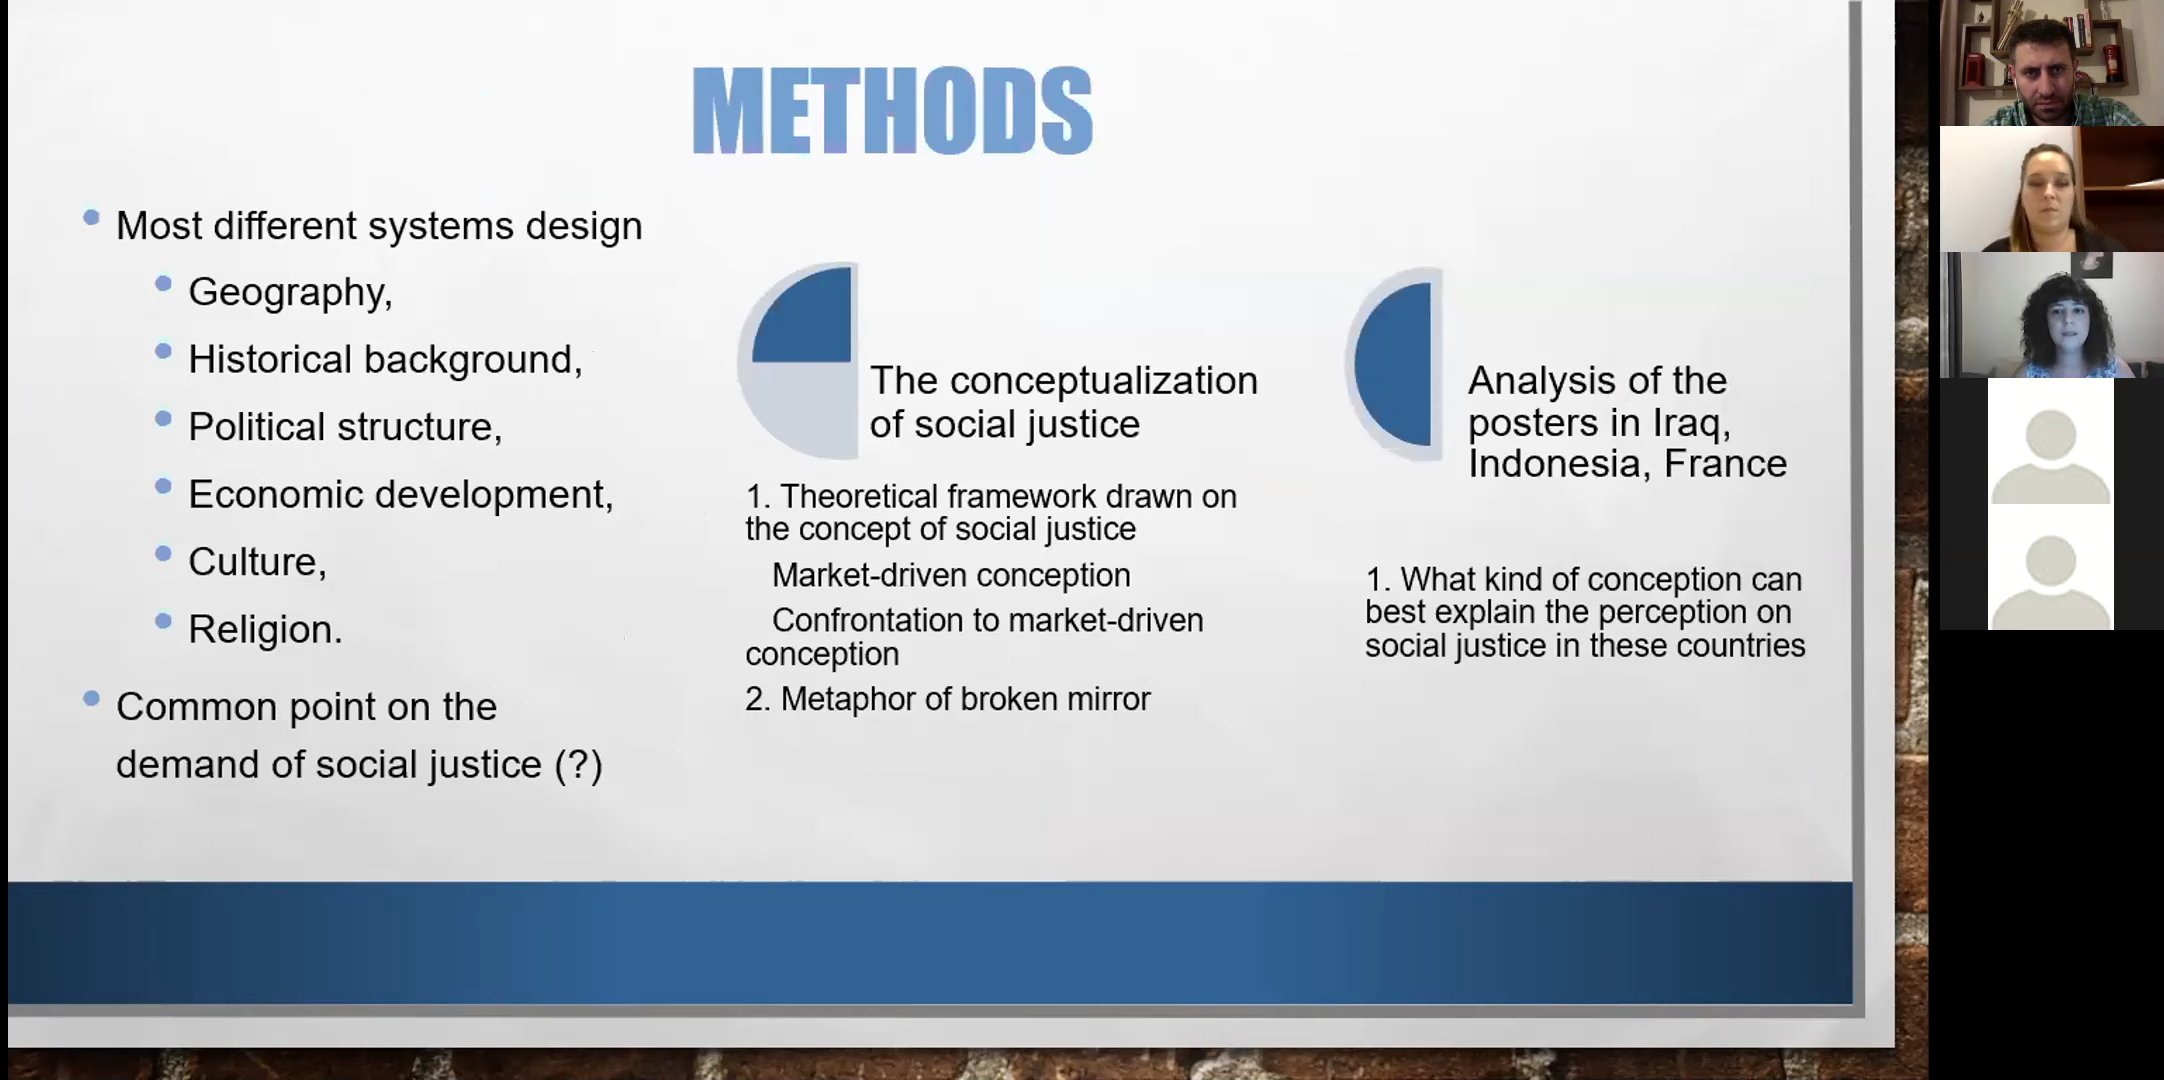 METHODS
Most different systems design
Geography,
Historical background,
Political structure,
Economic development,
Culture,
Religion.
Common point on the
demand of social justice (?)
The conceptualization
of social justice
1. Theoretical framework drawn on
the concept of social justice
Market-driven conception
Confrontation to market-driven
conception
2. Metaphor of broken mirror
Analysis of the
posters in Iraq,
Indonesia, France
1. What kind of conception can
best explain the perception on
social justice in these countries